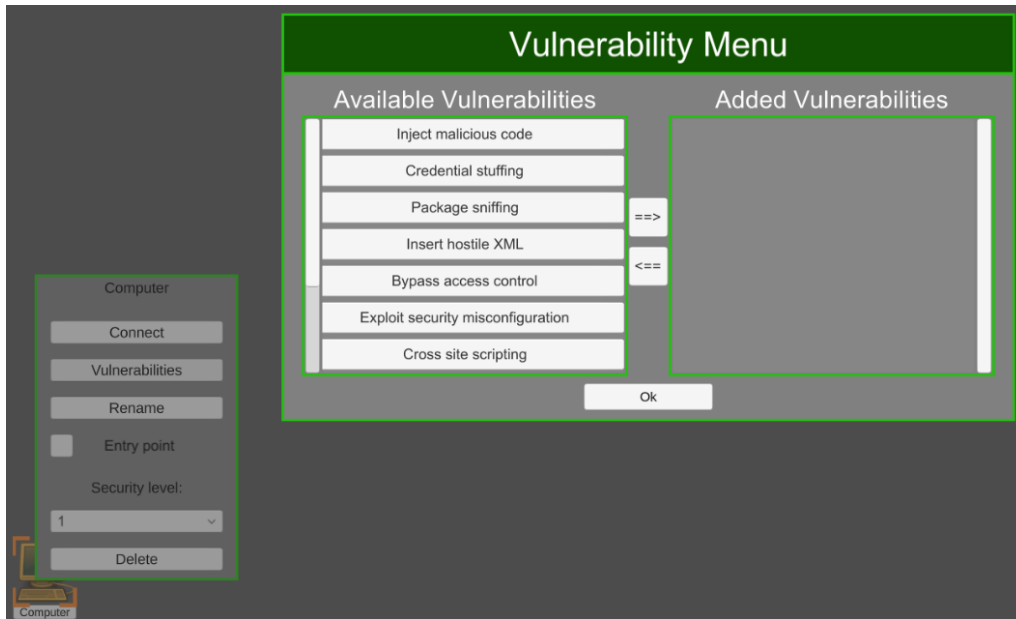 Vulnerability Menu
Available Vulnerabilities
Added Vulnerabilities
Inject malicious code
Credential stuffing
Package sniffing
Insert hostile XML
Bypass access control
Exploit security misconfiguration
Cross site scripting
==>
<==
Ok
Computer
Connect
Vulnerabilities
Rename
Entry point
Security level:
1
Delete
Computer